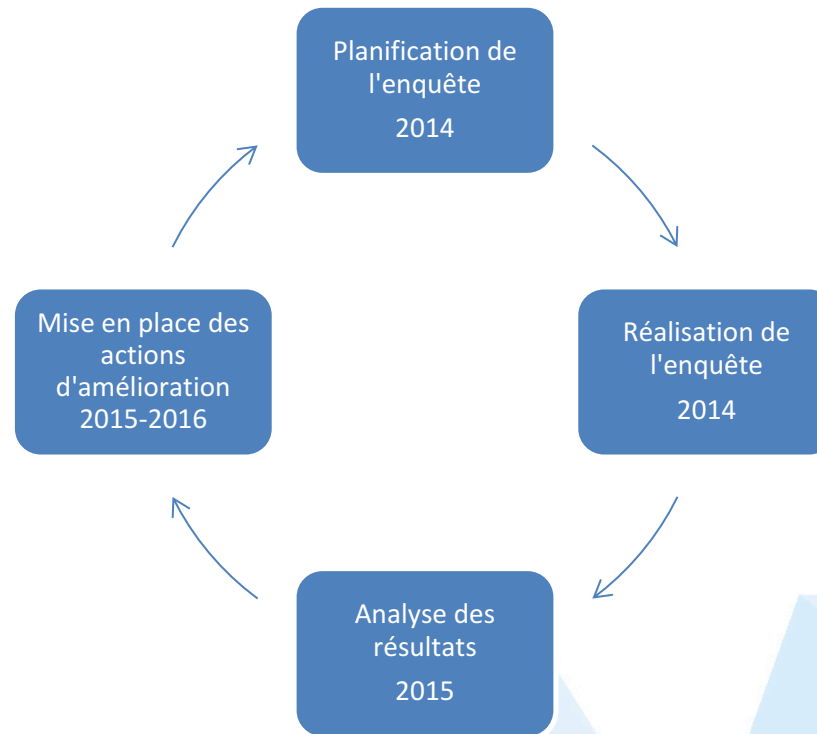 Planification de
l'enquête
2014
Réalisation de
l'enquête
2014
Analyse des
résultats
2015
Mise en place des
actions
d'amélioration
2015-2016